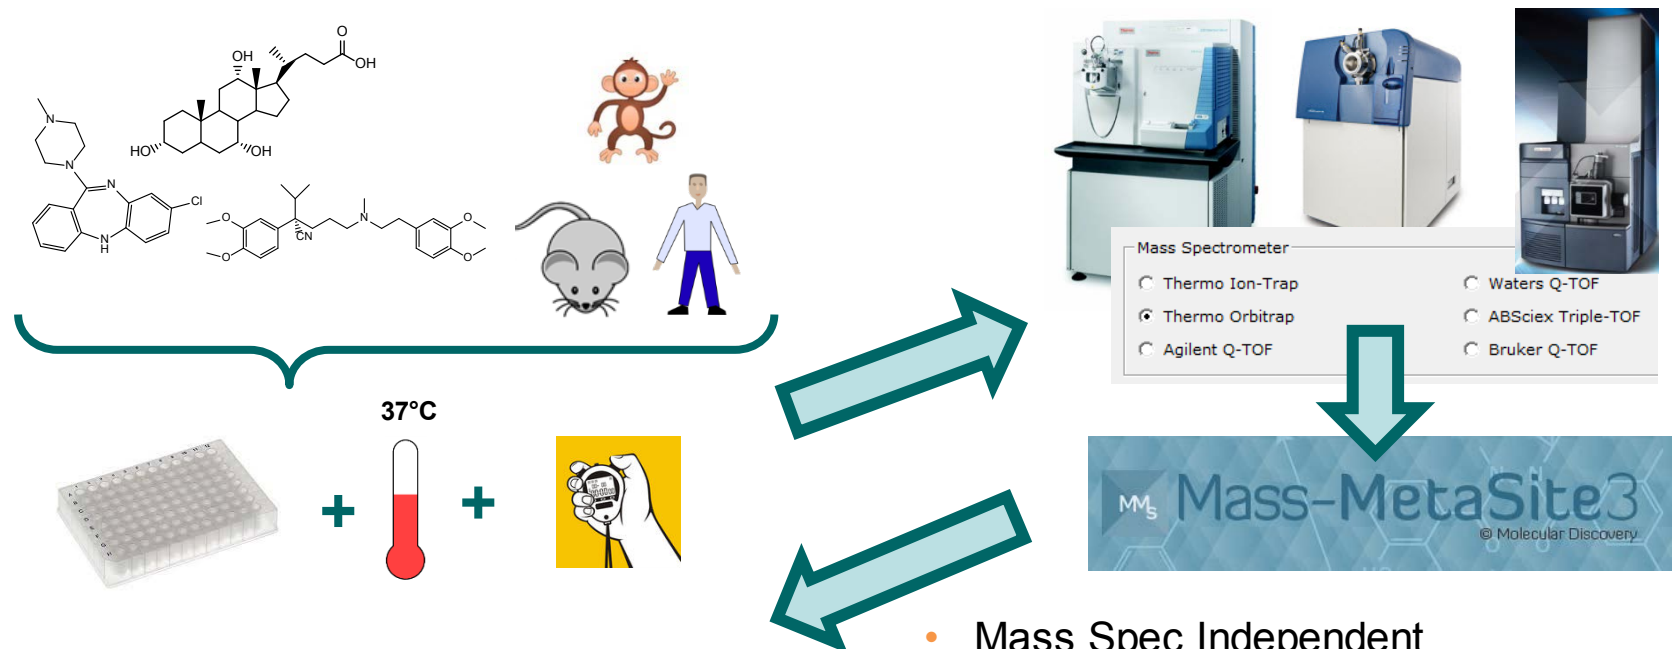 O
OH
OH
HO
OH
N
N
N
Cl
N
H
O
O
CN
N
O
O
37°C
Mass Spectrometer
Thermo Ion-Trap
Thermo Orbitrap
Agilent Q-TOF
Waters Q-TOF
ABSciex Triple-TOF
Bruker Q-TOF
MMS Mass-MetaSite3
© Molecular Discovery
• Mass Spec Independent